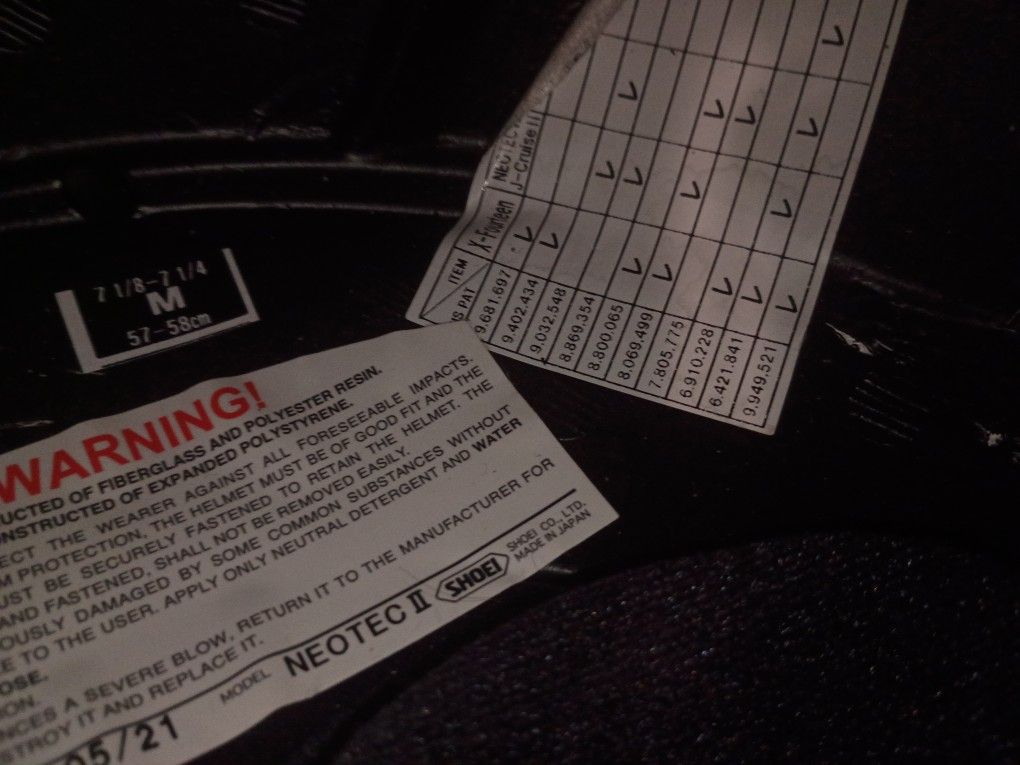 7 1/8-7 1/4
M
57-58cm
WARNING!
UCTED OF FIBERGLASS AND POLYESTER RESIN.
NSTRUCTED OF EXPANDED POLYSTYRENE.
ECT THE WEARER AGAINST ALL FORESEEABLE IMPACTS.
M PROTECTION, THE HELMET MUST BE OF GOOD FIT AND THE
UST BE SECURELY FASTENED TO RETAIN THE HELMET. THE
AND FASTENED, SHALL NOT BE REMOVED EASILY.
OUSLY DAMAGED BY SOME COMMON SUBSTANCES WITHOUT
E TO THE USER. APPLY ONLY NEUTRAL DETERGENT AND WATER
OSE.
ION.
NCES A SEVERE BLOW, RETURN IT TO THE MANUFACTURER FOR
STROY IT AND REPLACE IT.
05/21 MODEL NEOTEC II SHOEI SHOEI CO., LTD.
MADE IN JAPAN
ITEM X-Fourteen NEOTEC
J-Cruise II
S PAT
9.681.697
9.402.434
9.032.548
8.869.354
8.800.065
8.069.499
7.805.775
6.910.228
6.421.841
9.949.521